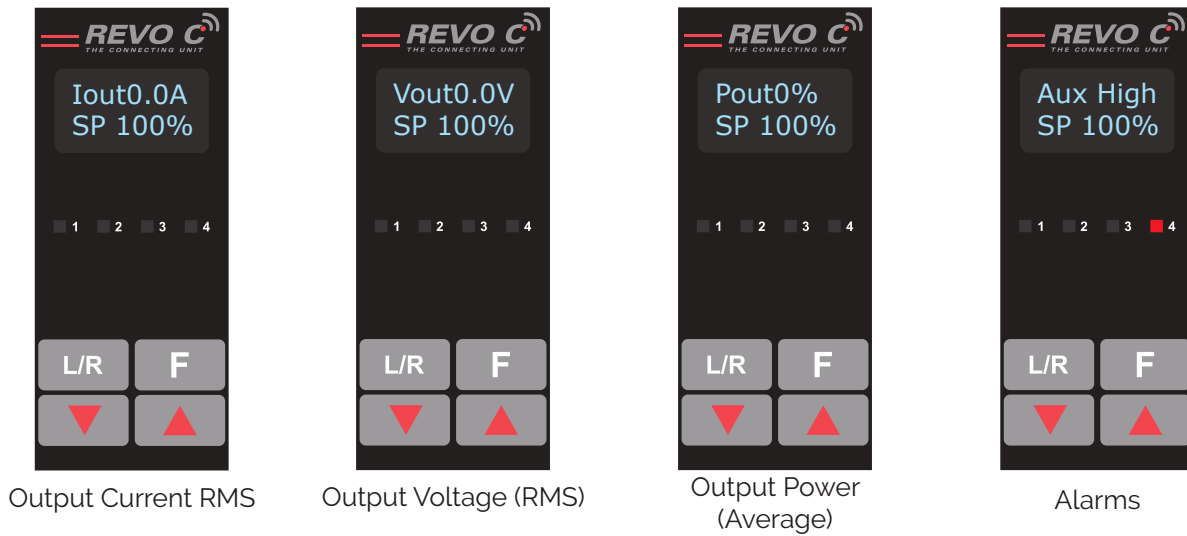 REVO C
THE CONNECTING UNIT
Iout0.0A
SP 100%
1 2 3 4
L/R F
Output Current RMS
REVO C
THE CONNECTING UNIT
Vout0.0V
SP 100%
1 2 3 4
L/R F
Output Voltage (RMS)
REVO C
THE CONNECTING UNIT
Pout0%
SP 100%
1 2 3 4
L/R F
Output Power
(Average)
REVO C
THE CONNECTING UNIT
Aux High
SP 100%
1 2 3 4
L/R F
Alarms